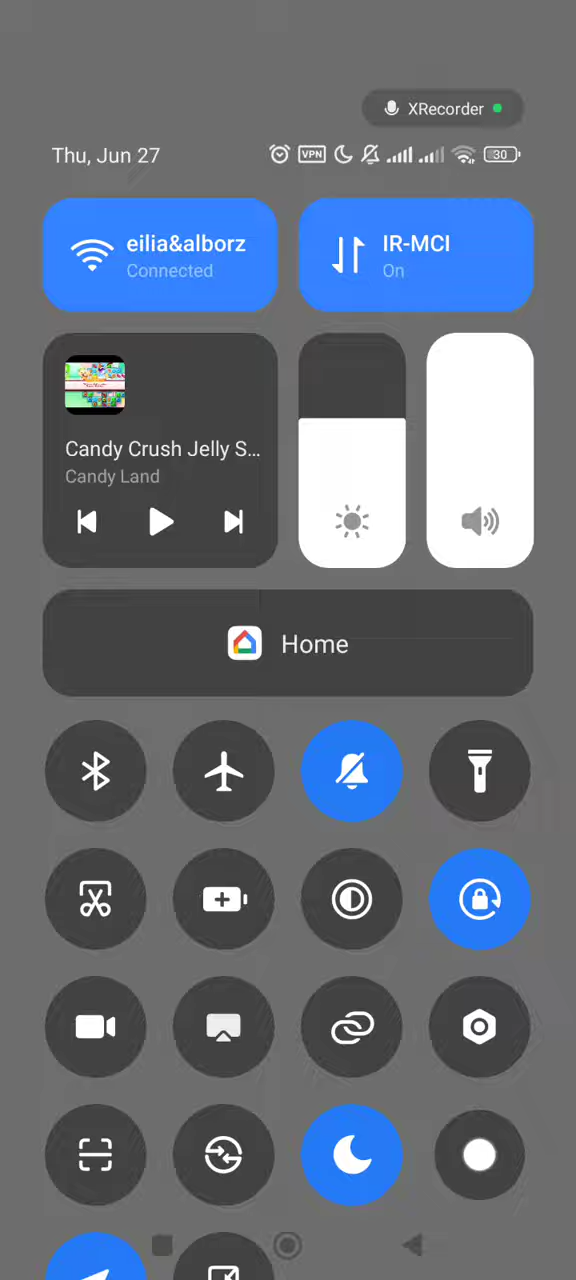 XRecorder
Thu, Jun 27
VPN
30
eilia&alborz
Connected
IR-MCI
On
Candy Crush Jelly S...
Candy Land
Home